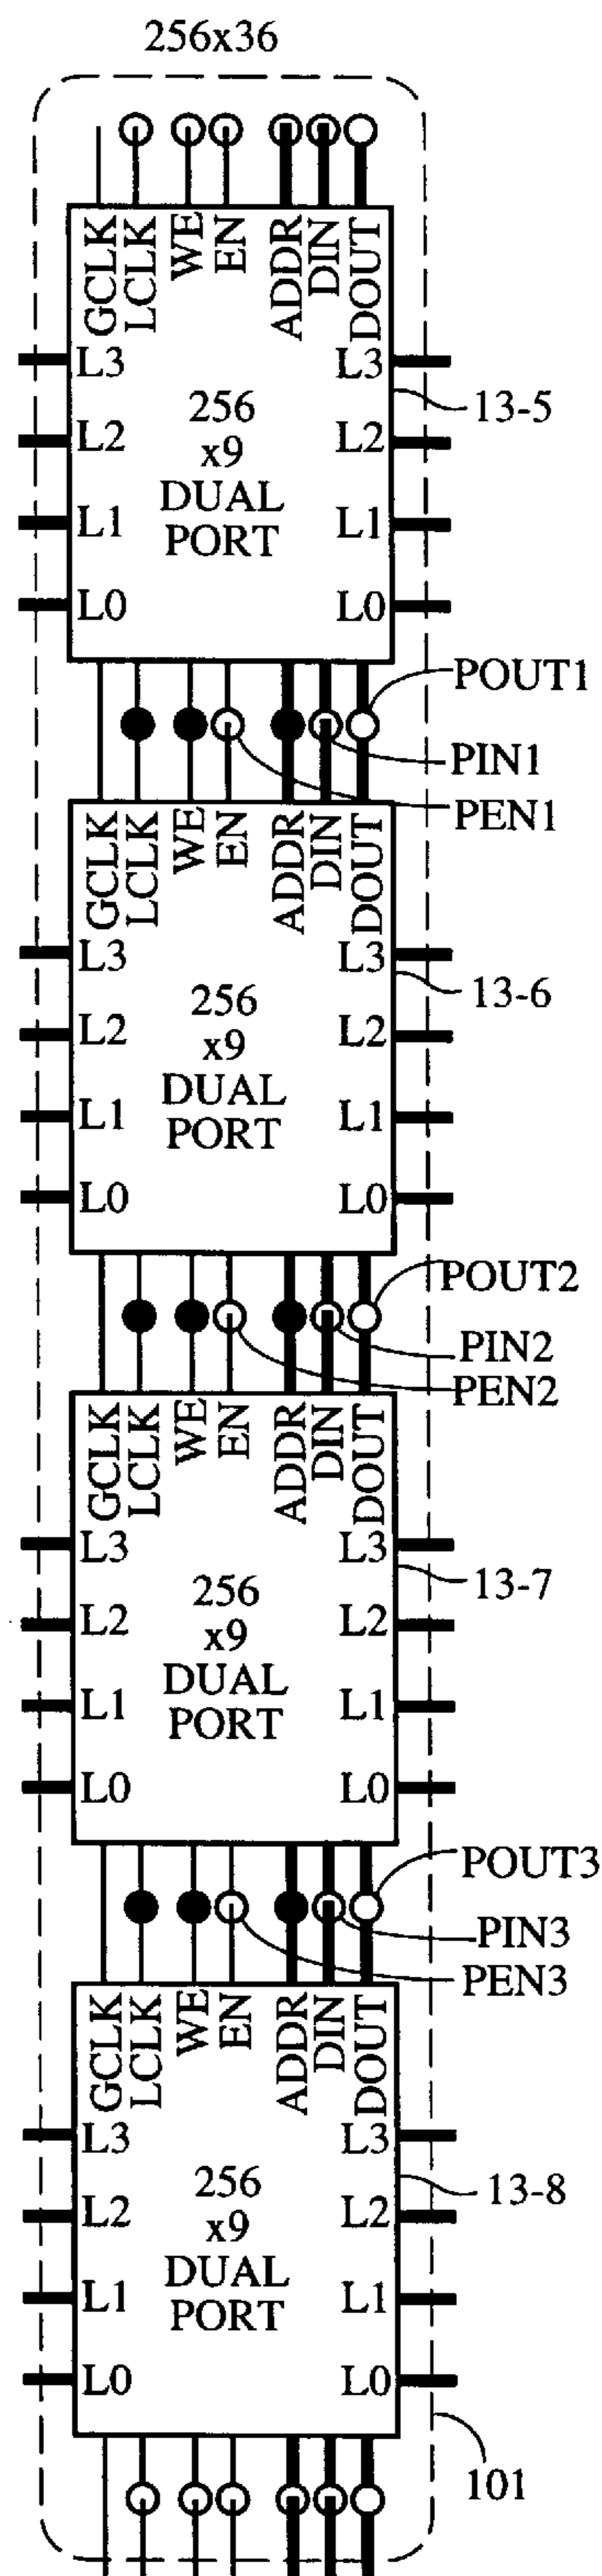 256x36
GCLK LCLK WE EN ADDR DIN DOUT
L3 L3
13-5
256
x9
DUAL
PORT
L2 L2
L1 L1
L0 L0
POUT1
PIN1
PEN1
GCLK LCLK WE EN ADDR DIN DOUT
L3 L3
13-6
256
x9
DUAL
PORT
L2 L2
L1 L1
L0 L0
POUT2
PIN2
PEN2
GCLK LCLK WE EN ADDR DIN DOUT
L3 L3
13-7
256
x9
DUAL
PORT
L2 L2
L1 L1
L0 L0
POUT3
PIN3
PEN3
GCLK LCLK WE EN ADDR DIN DOUT
L3 L3
13-8
256
x9
DUAL
PORT
L2 L2
L1 L1
L0 L0
101